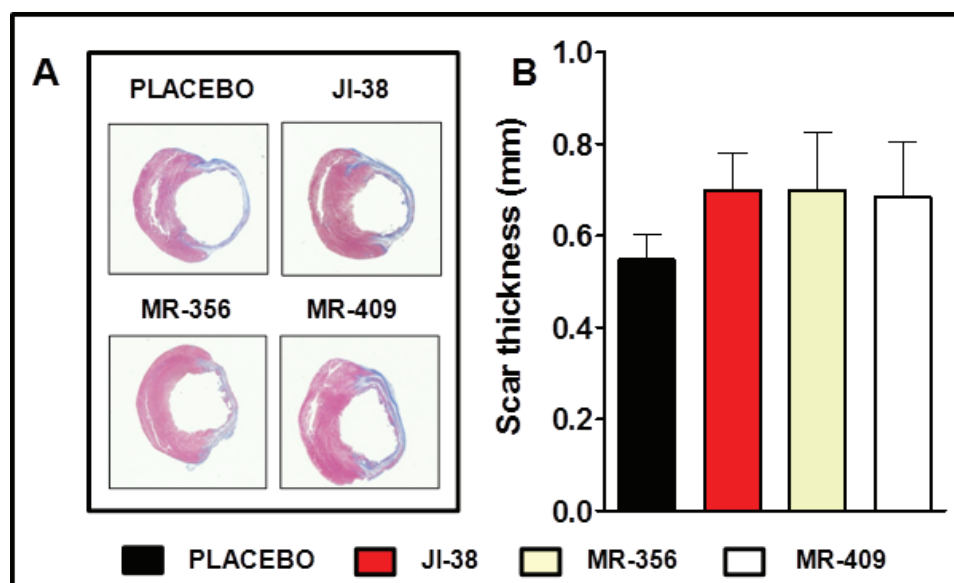 A
PLACEBO JI-38
MR-356 MR-409
B
Scar thickness (mm)
1.0
0.8
0.6
0.4
0.2
0.0
PLACEBO JI-38 MR-356 MR-409